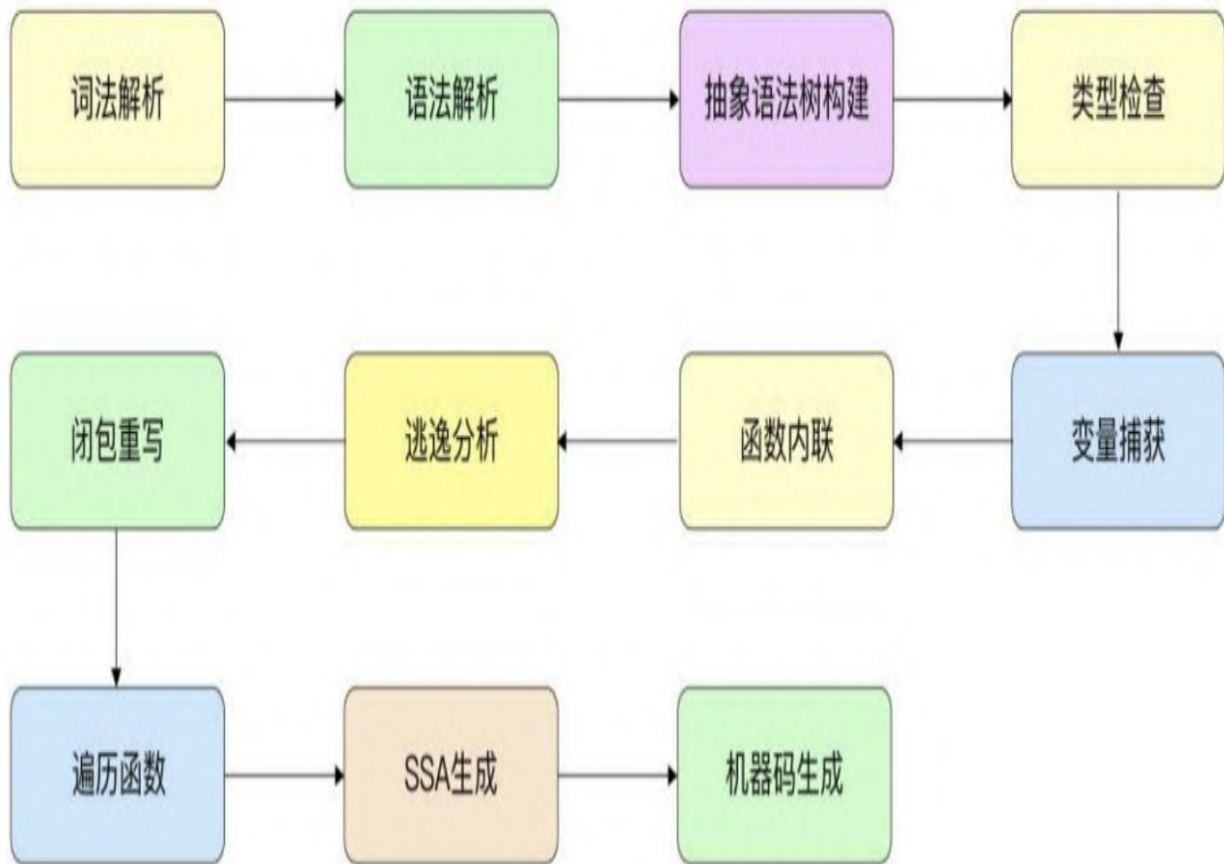 词法解析
语法解析
抽象语法树构建
类型检查
变量捕获
函数内联
逃逸分析
闭包重写
遍历函数
SSA生成
机器码生成